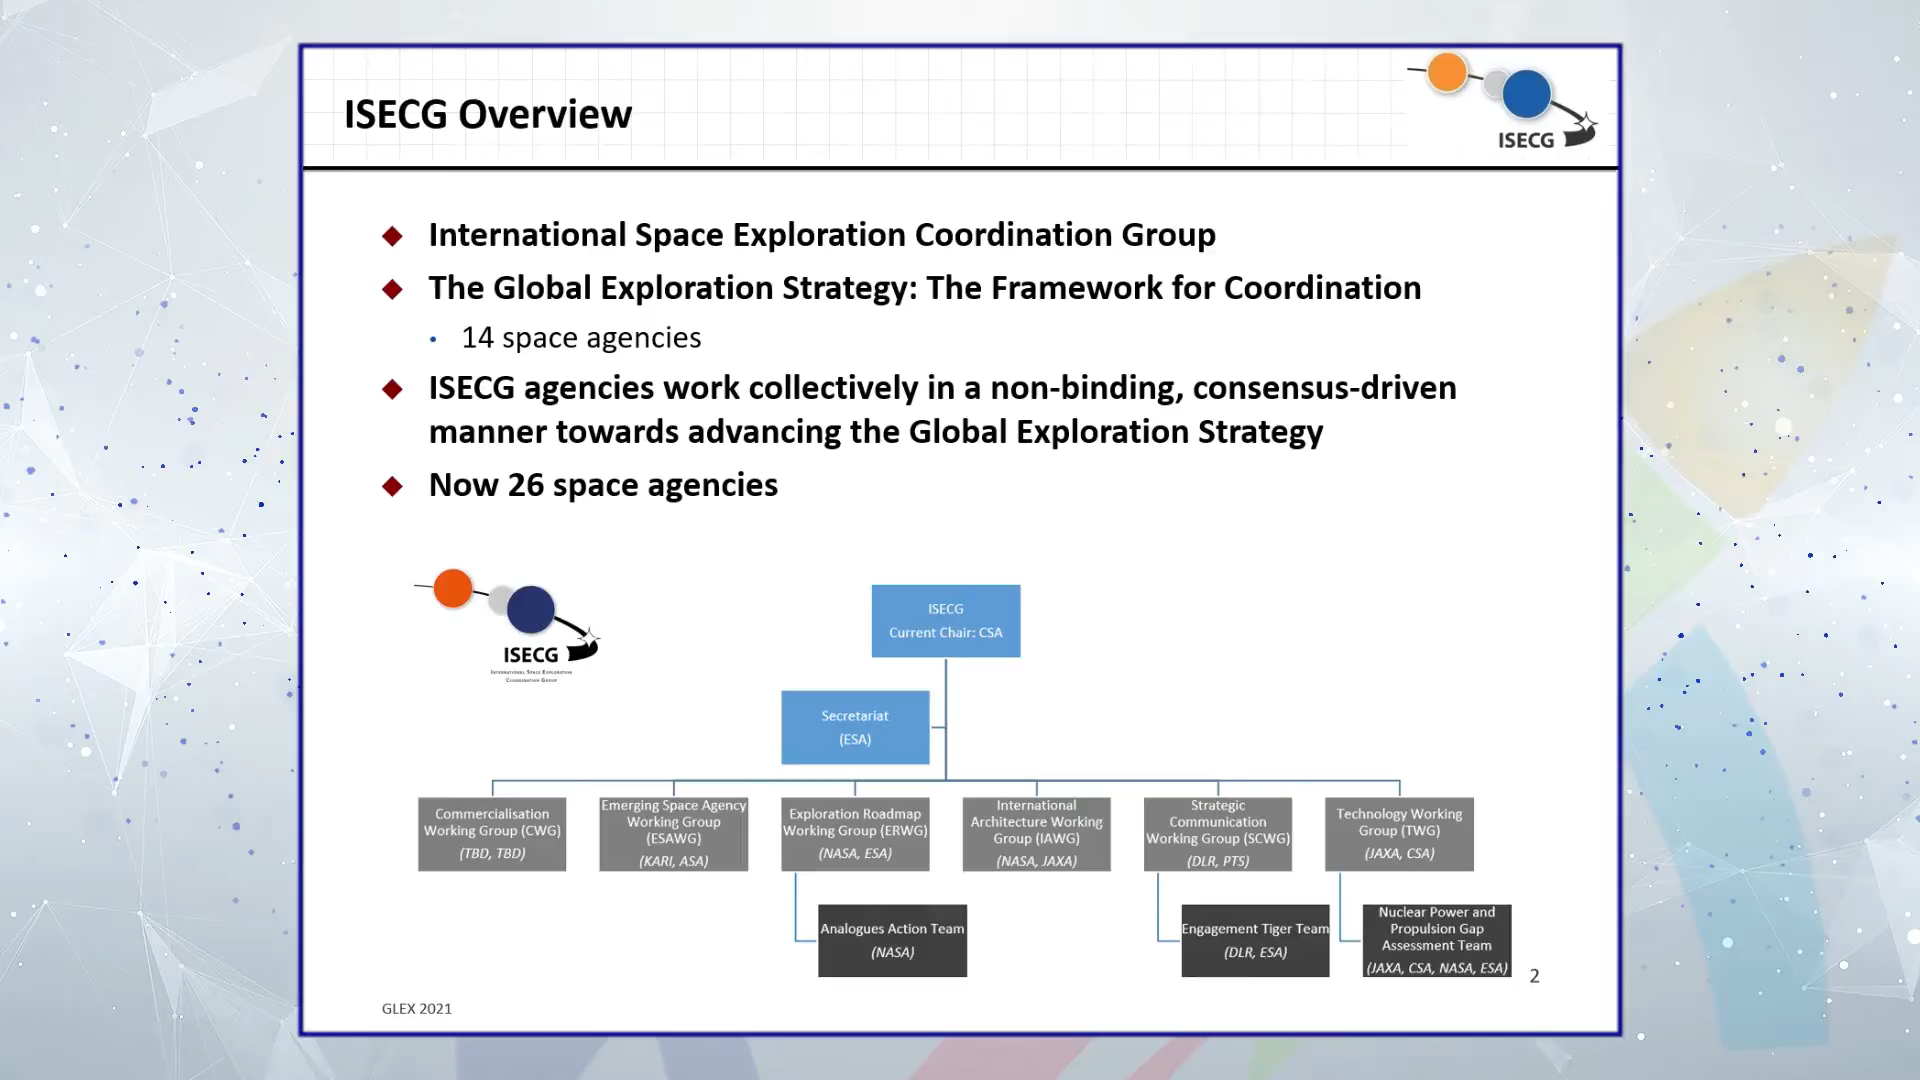 ISECG Overview
ISECG
International Space Exploration Coordination Group
The Global Exploration Strategy: The Framework for Coordination
14 space agencies
ISECG agencies work collectively in a non-binding, consensus-driven
manner towards advancing the Global Exploration Strategy
Now 26 space agencies
ISECG
International Space Exploration
Coordination Group
ISECG
Current Chair: CSA
Secretariat
(ESA)
Commercialisation
Working Group (CWG)
(TBD, TBD)
Emerging Space Agency
Working Group
(ESAWG)
(KARI, ASA)
Exploration Roadmap
Working Group (ERWG)
(NASA, ESA)
International
Architecture Working
Group (IAWG)
(NASA, JAXA)
Strategic
Communication
Working Group (SCWG)
(DLR, PTS)
Technology Working
Group (TWG)
(JAXA, CSA)
Analogues Action Team
(NASA)
Engagement Tiger Team
(DLR, ESA)
Nuclear Power and
Propulsion Gap
Assessment Team
(JAXA, CSA, NASA, ESA)
2
GLEX 2021